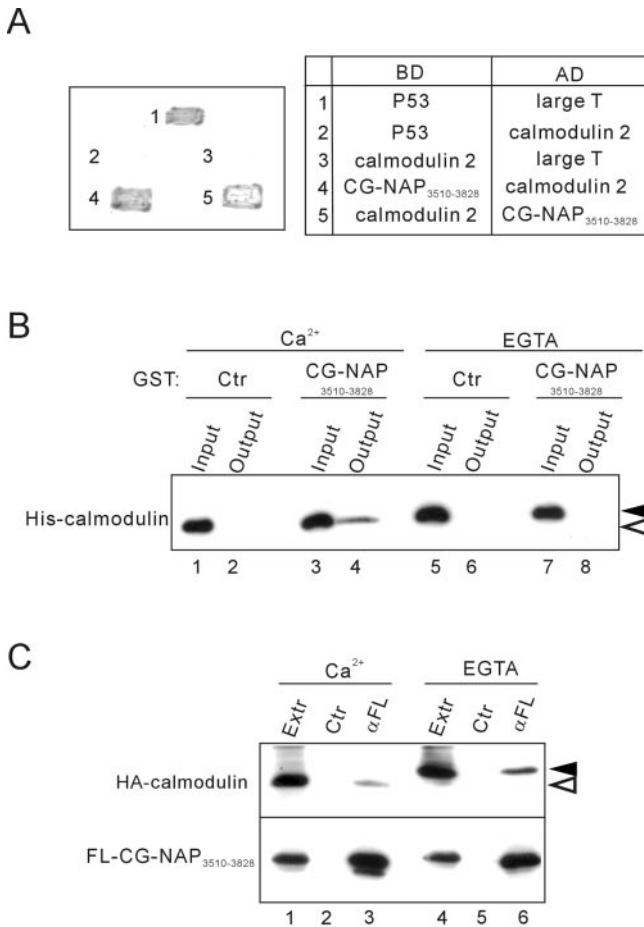 A
1
2 3
4 5
BD AD
1 P53 large T
2 P53 calmodulin 2
3 calmodulin 2 large T
4 CG-NAP3510-3828 calmodulin 2
5 calmodulin 2 CG-NAP3510-3828
B
Ca2+ EGTA
GST: Ctr CG-NAP Ctr CG-NAP
3510-3828 3510-3828
Input Output Input Output Input Output Input Output
His-calmodulin
1 2 3 4 5 6 7 8
C
Ca2+ EGTA
Extr Ctr αFL Extr Ctr αFL
HA-calmodulin
FL-CG-NAP3510-3828
1 2 3 4 5 6